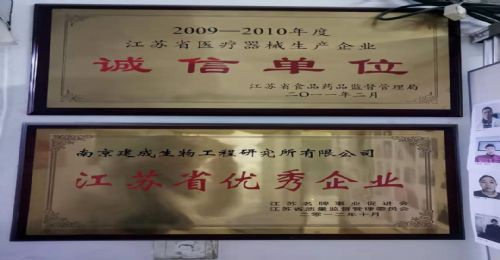 2009—2010年度
江苏省医疗器械生产企业
诚信单位
江苏省食品药品监督管理局
二〇一一年二月
南京建成生物工程研究所有限公司
江苏省优秀企业
江苏名牌事业促进会
江苏省质量监督管理委员会
二〇一二年十月